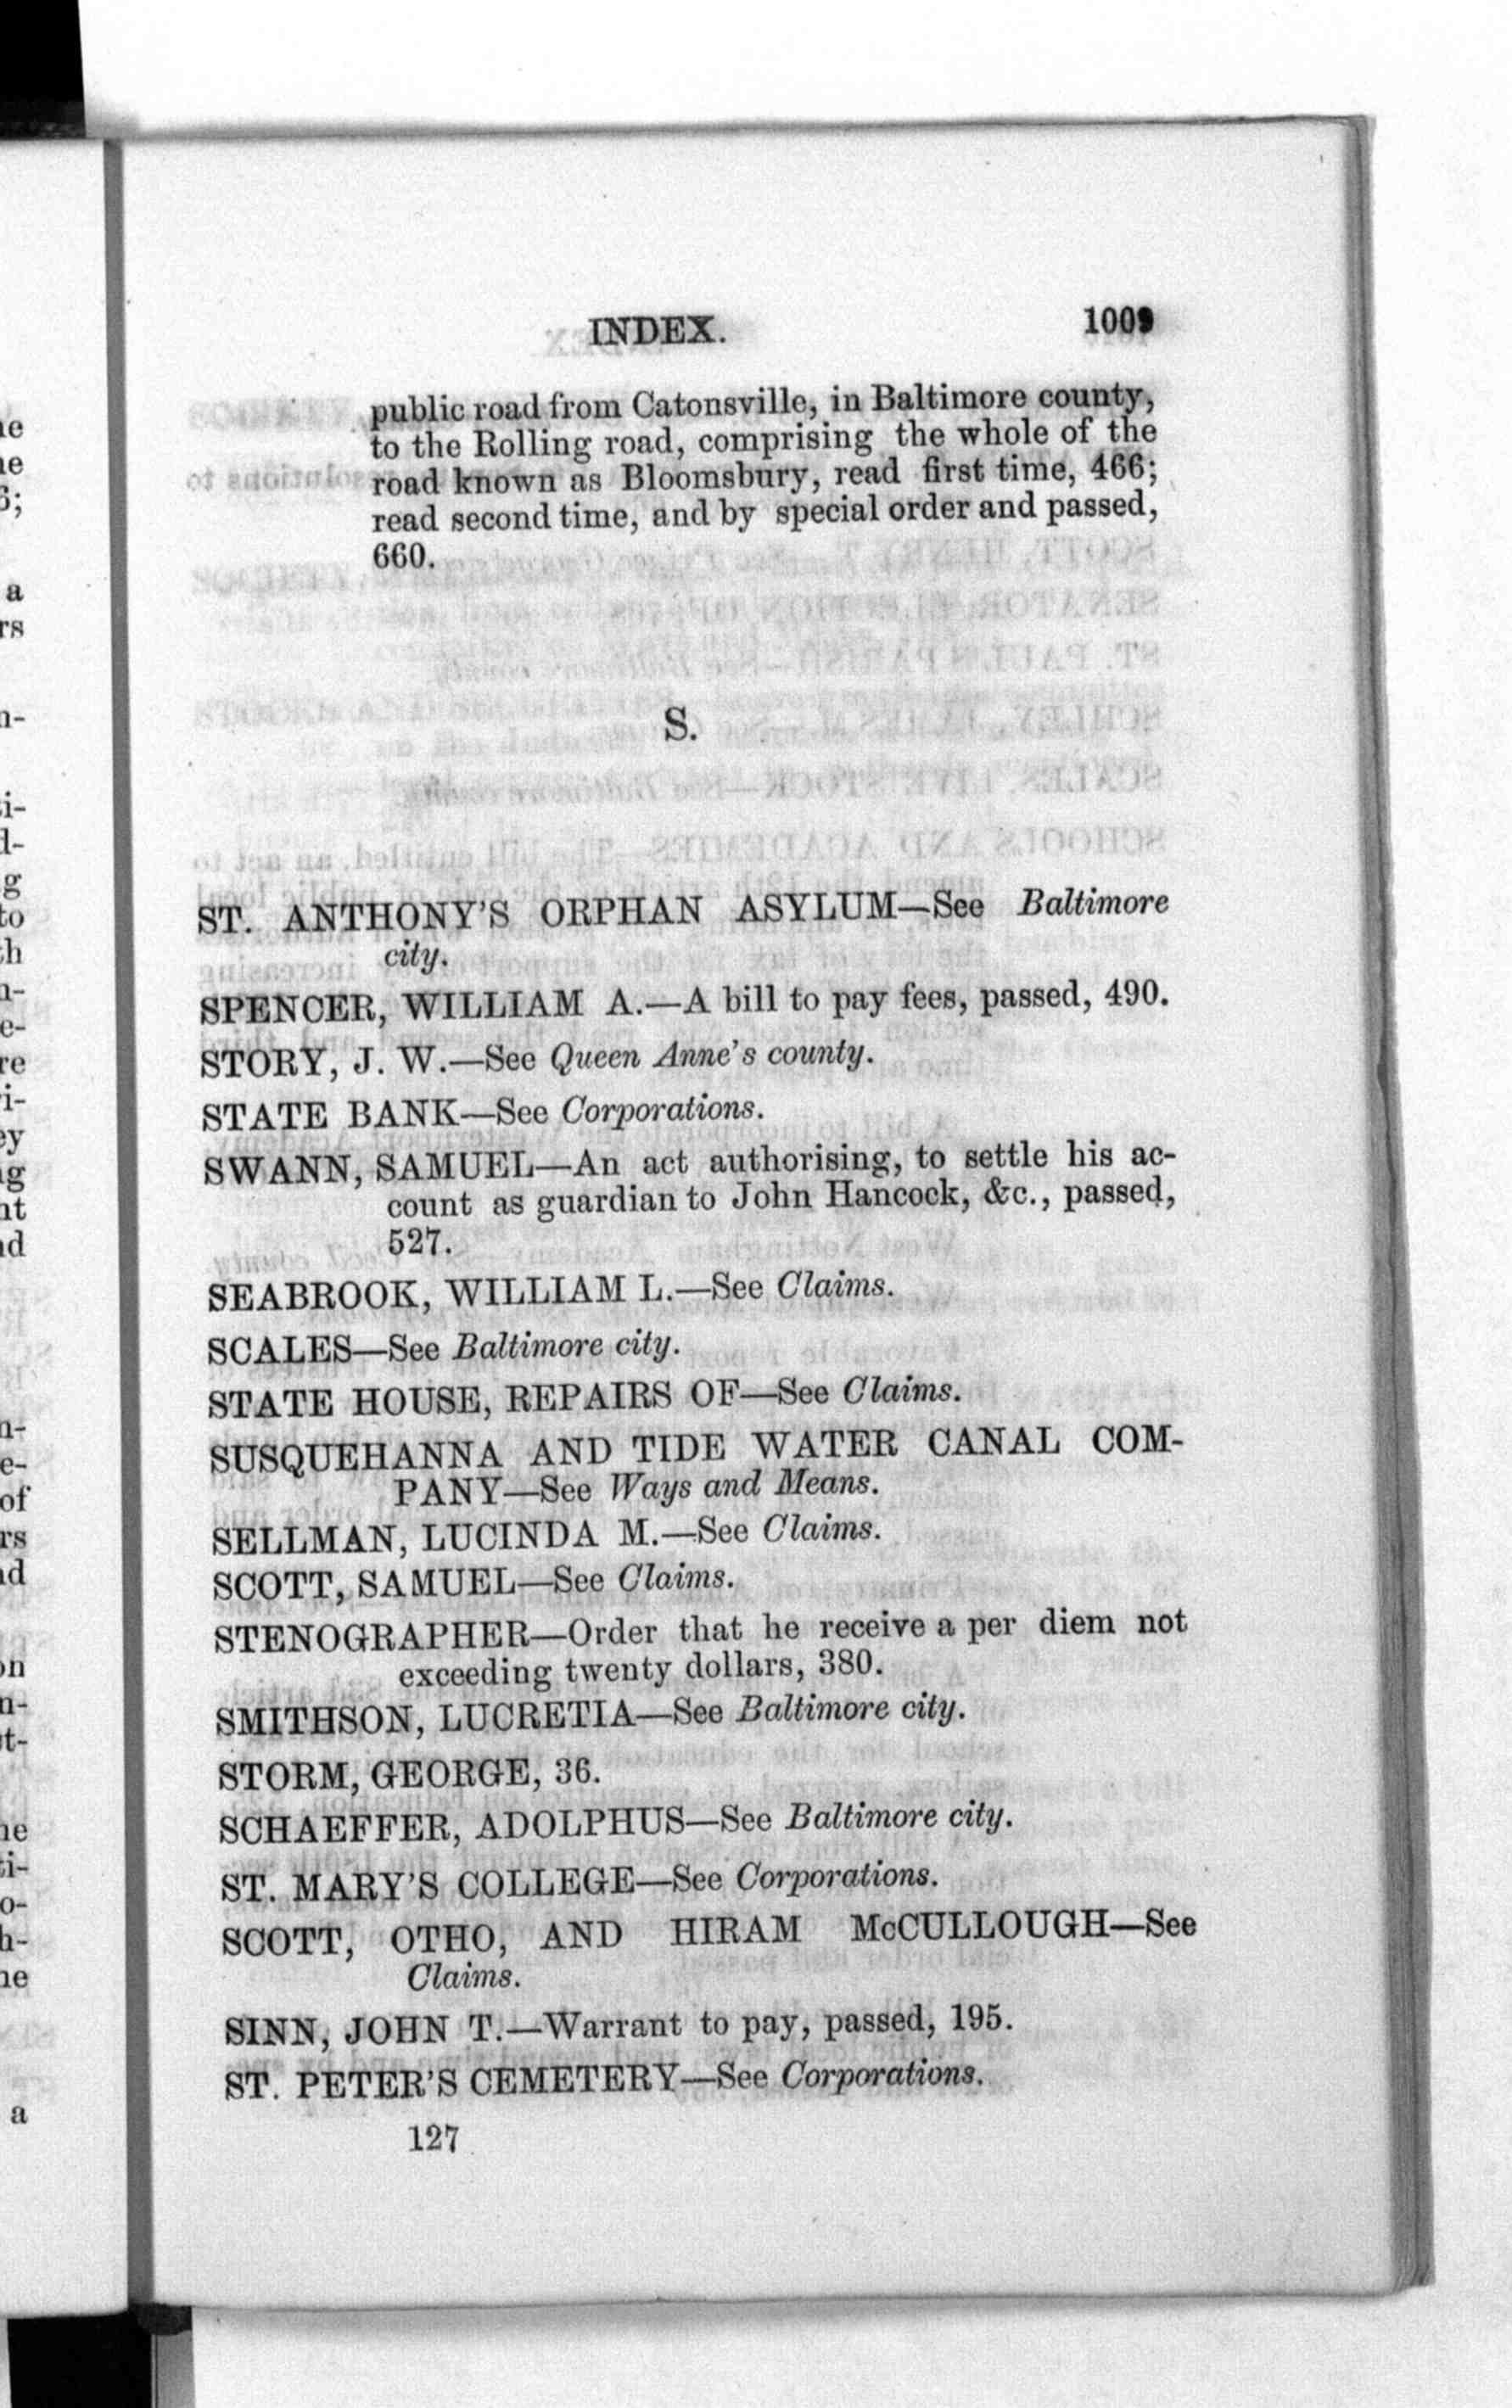 INDEX. 1009
public road from Catonsville, in Baltimore county,
to the Rolling road, comprising the whole of the
road known as Bloomsbury, read first time, 466;
read second time, and by special order and passed,
660.
S.
ST. ANTHONY'S ORPHAN ASYLUM—See Baltimore
city.
SPENCER, WILLIAM A.—A bill to pay fees, passed, 490.
STORY, J. W.—See Queen Anne's county.
STATE BANK—See Corporations.
SWANN, SAMUEL—An act authorising, to settle his ac-
count as guardian to John Hancock, &c., passed,
527.
SEABROOK, WILLIAM L.—See Claims.
SCALES—See Baltimore city.
STATE HOUSE, REPAIRS OF—See Claims.
SUSQUEHANNA AND TIDE WATER CANAL COM-
PANY—See Ways and Means.
SELLMAN, LUCINDA M.—See Claims.
SCOTT, SAMUEL—See Claims.
STENOGRAPHER—Order that he receive a per diem not
exceeding twenty dollars, 380.
SMITHSON, LUCRETIA—See Baltimore city.
STORM, GEORGE, 36.
SCHAEFFER, ADOLPHUS—See Baltimore city.
ST. MARY'S COLLEGE—See Corporations.
SCOTT, OTHO, AND HIRAM McCULLOUGH—See
Claims.
SINN, JOHN T.—Warrant to pay, passed, 195.
ST. PETER'S CEMETERY—See Corporations.
127